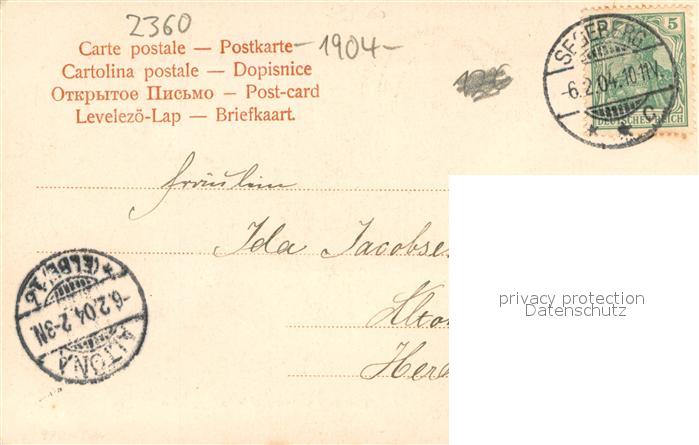 2360
Carte postale — Postkarte -1904-
Cartolina postale — Dopisnice
Открытое Письмо — Post-card
Levelező-Lap — Briefkaart.
SEGEBERG
-6.2.04.10-11V
* * c
5
DEUTSCHES REICH
Fräulein
Ida Jacobse
Alto
Her
privacy protection
Datenschutz
ALTONA
-6.2.04.2-3N
*(ELBE)1